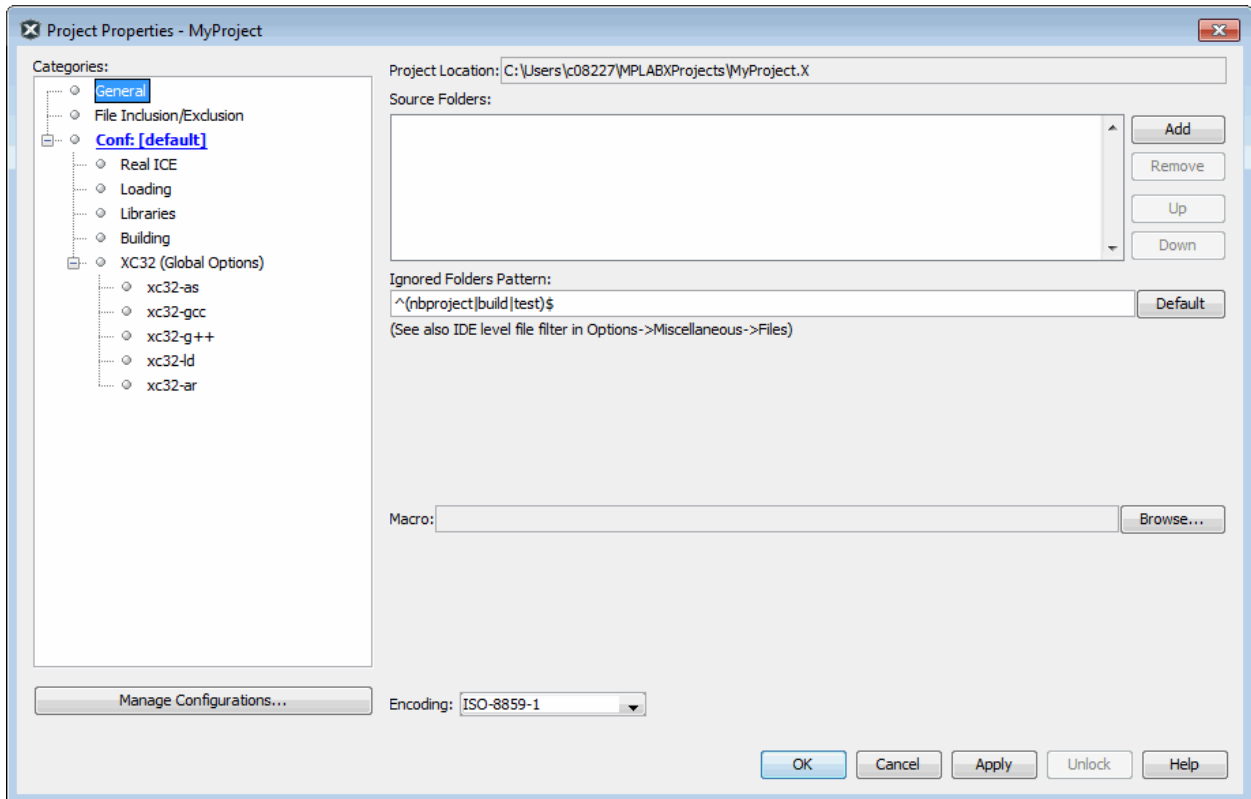 Project Properties - MyProject
Categories:
General
File Inclusion/Exclusion
Conf: [default]
Real ICE
Loading
Libraries
Building
XC32 (Global Options)
xc32-as
xc32-gcc
xc32-g++
xc32-ld
xc32-ar
Manage Configurations...
Project Location: C:\Users\c08227\MPLABXProjects\MyProject.X
Source Folders:
Add
Remove
Up
Down
Ignored Folders Pattern:
^(nbproject|build|test)$ Default
(See also IDE level file filter in Options->Miscellaneous->Files)
Macro: Browse...
Encoding: ISO-8859-1
OK Cancel Apply Unlock Help